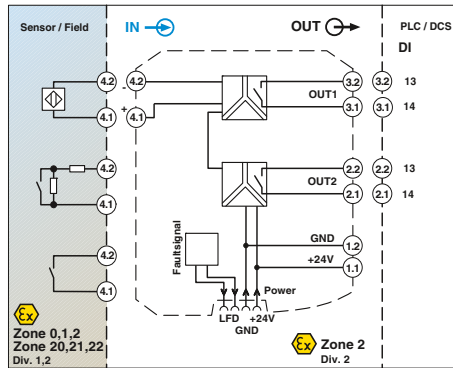 Sensor / Field
IN
OUT
PLC / DCS
DI
4.2
-
4.2
3.2
3.2
13
OUT1
4.1
+
4.1
3.1
3.1
14
4.2
2.2
2.2
13
OUT2
4.1
2.1
2.1
14
Faultsignal
4.2
GND
1.2
+24V
1.1
4.1
Power
LFD
+24V
GND
Ex
Zone 0,1,2
Zone 20,21,22
Div. 1,2
Ex
Zone 2
Div. 2